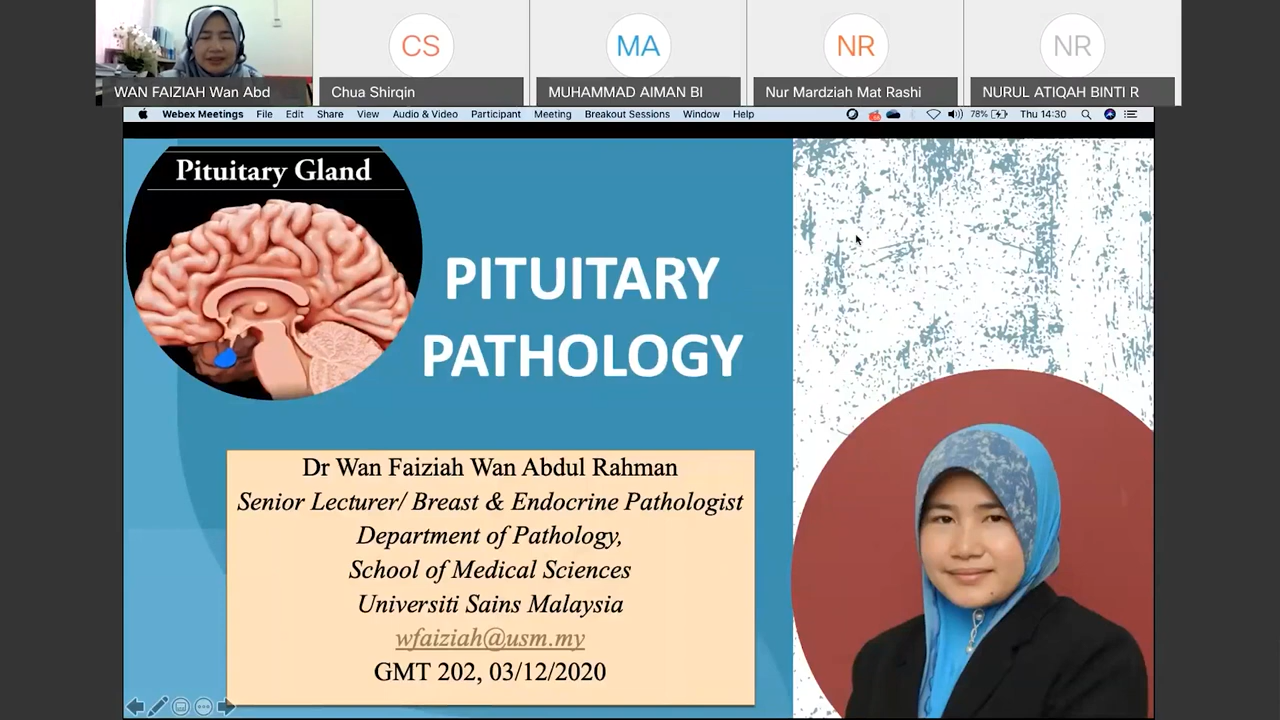 WAN FAIZIAH Wan Abd
CS
Chua Shirqin
MA
MUHAMMAD AIMAN BI
NR
Nur Mardziah Mat Rashi
NR
NURUL ATIQAH BINTI R
Webex Meetings File Edit Share View Audio & Video Participant Meeting Breakout Sessions Window Help 78% Thu 14:30
Pituitary Gland
PITUITARY
PATHOLOGY
Dr Wan Faiziah Wan Abdul Rahman
Senior Lecturer/ Breast & Endocrine Pathologist
Department of Pathology,
School of Medical Sciences
Universiti Sains Malaysia
wfaiziah@usm.my
GMT 202, 03/12/2020